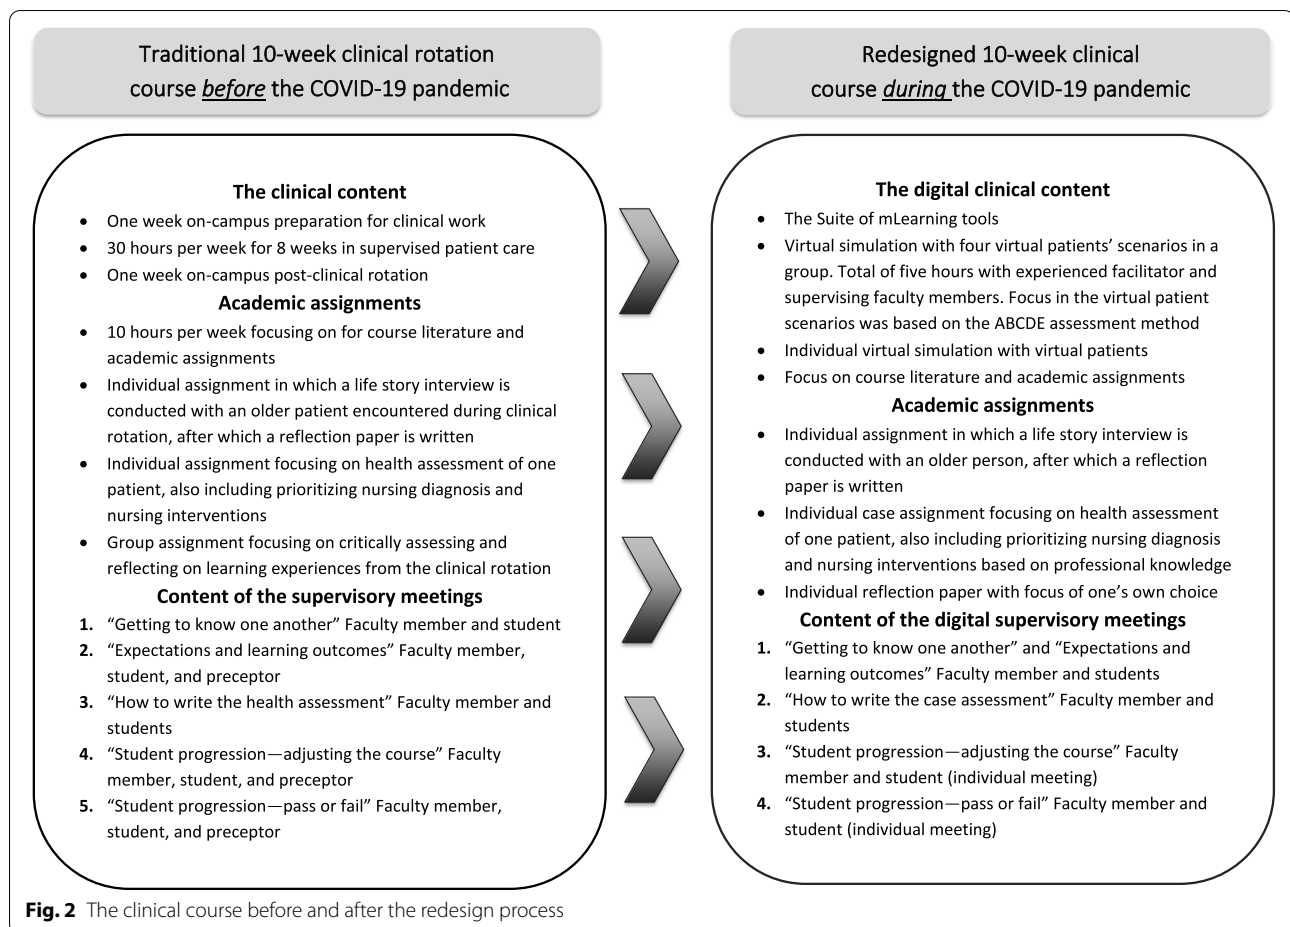 Traditional 10-week clinical rotation
course before the COVID-19 pandemic
The clinical content
• One week on-campus preparation for clinical work
• 30 hours per week for 8 weeks in supervised patient care
• One week on-campus post-clinical rotation
Academic assignments
• 10 hours per week focusing on for course literature and
academic assignments
• Individual assignment in which a life story interview is
conducted with an older patient encountered during clinical
rotation, after which a reflection paper is written
• Individual assignment focusing on health assessment of one
patient, also including prioritizing nursing diagnosis and
nursing interventions
• Group assignment focusing on critically assessing and
reflecting on learning experiences from the clinical rotation
Content of the supervisory meetings
1. “Getting to know one another” Faculty member and student
2. “Expectations and learning outcomes” Faculty member,
student, and preceptor
3. “How to write the health assessment” Faculty member and
students
4. “Student progression—adjusting the course” Faculty
member, student, and preceptor
5. “Student progression—pass or fail” Faculty member,
student, and preceptor
Redesigned 10-week clinical
course during the COVID-19 pandemic
The digital clinical content
• The Suite of mLearning tools
• Virtual simulation with four virtual patients’ scenarios in a
group. Total of five hours with experienced facilitator and
supervising faculty members. Focus in the virtual patient
scenarios was based on the ABCDE assessment method
• Individual virtual simulation with virtual patients
• Focus on course literature and academic assignments
Academic assignments
• Individual assignment in which a life story interview is
conducted with an older person, after which a reflection
paper is written
• Individual case assignment focusing on health assessment
of one patient, also including prioritizing nursing diagnosis
and nursing interventions based on professional knowledge
• Individual reflection paper with focus of one’s own choice
Content of the digital supervisory meetings
1. “Getting to know one another” and “Expectations and
learning outcomes” Faculty member and students
2. “How to write the case assessment” Faculty member and
students
3. “Student progression—adjusting the course” Faculty
member and student (individual meeting)
4. “Student progression—pass or fail” Faculty member and
student (individual meeting)
Fig. 2 The clinical course before and after the redesign process